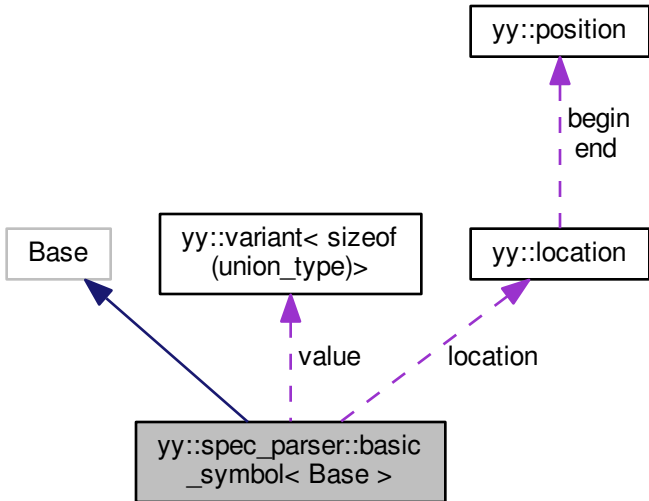 yy::position
begin
end
Base
yy::variant< sizeof
(union_type)>
yy::location
value
location
yy::spec_parser::basic
_symbol< Base >